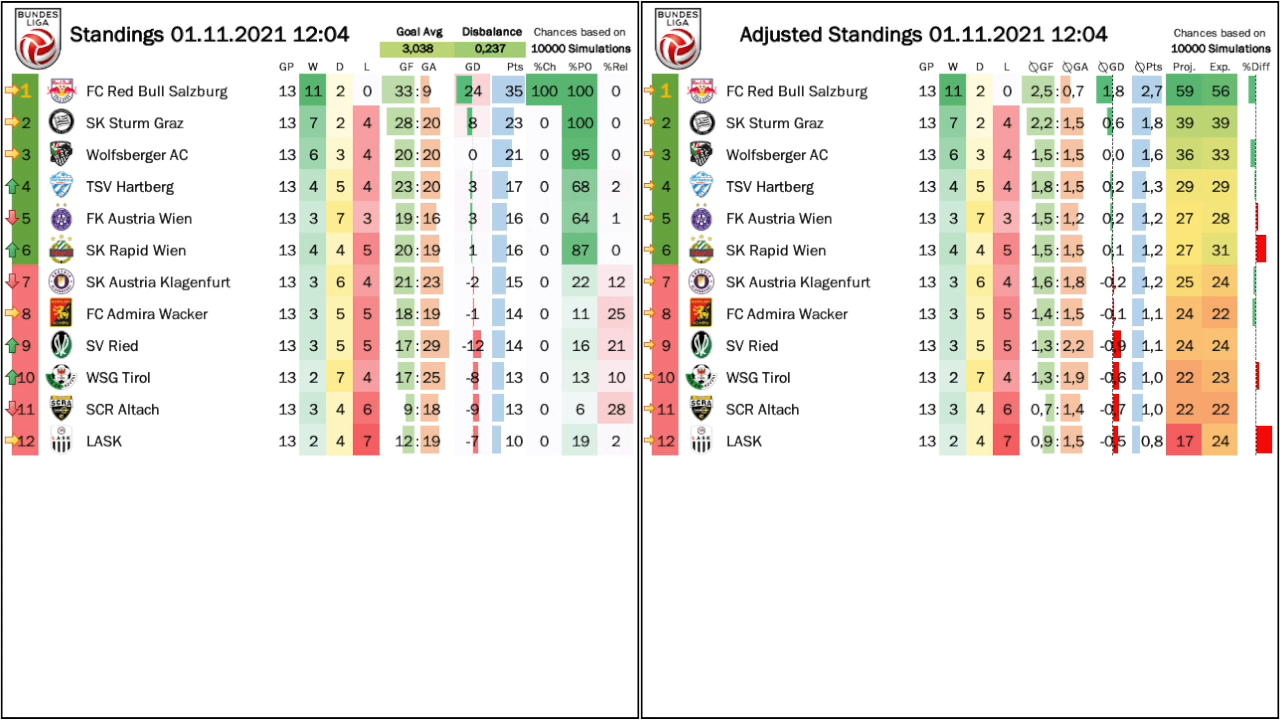 BUNDES
LIGA
Standings 01.11.2021 12:04
Goal Avg Disbalance Chances based on
3,038 0,237 10000 Simulations
GP W D L GF GA GD Pts %Ch %PO %Rel
1 FC Red Bull Salzburg 13 11 2 0 33 : 9 24 35 100 100 0
2 SK Sturm Graz 13 7 2 4 28 : 20 8 23 0 100 0
3 Wolfsberger AC 13 6 3 4 20 : 20 0 21 0 95 0
4 TSV Hartberg 13 4 5 4 23 : 20 3 17 0 68 2
5 FK Austria Wien 13 3 7 3 19 : 16 3 16 0 64 1
6 SK Rapid Wien 13 4 4 5 20 : 19 1 16 0 87 0
7 SK Austria Klagenfurt 13 3 6 4 21 : 23 -2 15 0 22 12
8 FC Admira Wacker 13 3 5 5 18 : 19 -1 14 0 11 25
9 SV Ried 13 3 5 5 17 : 29 -12 14 0 16 21
10 WSG Tirol 13 2 7 4 17 : 25 -8 13 0 13 10
11 SCR Altach 13 3 4 6 9 : 18 -9 13 0 6 28
12 LASK 13 2 4 7 12 : 19 -7 10 0 19 2
BUNDES
LIGA
Adjusted Standings 01.11.2021 12:04
Chances based on
10000 Simulations
GP W D L ∅GF ∅GA ∅GD ∅Pts Proj. Exp. %Diff
1 FC Red Bull Salzburg 13 11 2 0 2,5 : 0,7 1,8 2,7 59 56
2 SK Sturm Graz 13 7 2 4 2,2 : 1,5 0,6 1,8 39 39
3 Wolfsberger AC 13 6 3 4 1,5 : 1,5 0,0 1,6 36 33
4 TSV Hartberg 13 4 5 4 1,8 : 1,5 0,2 1,3 29 29
5 FK Austria Wien 13 3 7 3 1,5 : 1,2 0,2 1,2 27 28
6 SK Rapid Wien 13 4 4 5 1,5 : 1,5 0,1 1,2 27 31
7 SK Austria Klagenfurt 13 3 6 4 1,6 : 1,8 -0,2 1,2 25 24
8 FC Admira Wacker 13 3 5 5 1,4 : 1,5 -0,1 1,1 24 22
9 SV Ried 13 3 5 5 1,3 : 2,2 -0,9 1,1 24 24
10 WSG Tirol 13 2 7 4 1,3 : 1,9 -0,6 1,0 22 23
11 SCR Altach 13 3 4 6 0,7 : 1,4 -0,7 1,0 22 22
12 LASK 13 2 4 7 0,9 : 1,5 -0,5 0,8 17 24